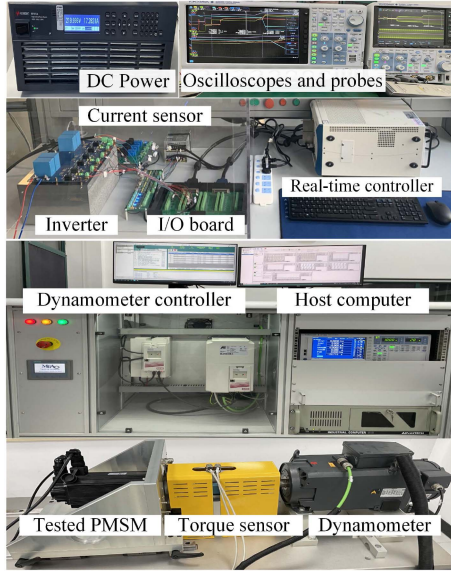 DC Power
Oscilloscopes and probes
Current sensor
Inverter
I/O board
Real-time controller
Dynamometer controller
Host computer
Tested PMSM
Torque sensor
Dynamometer